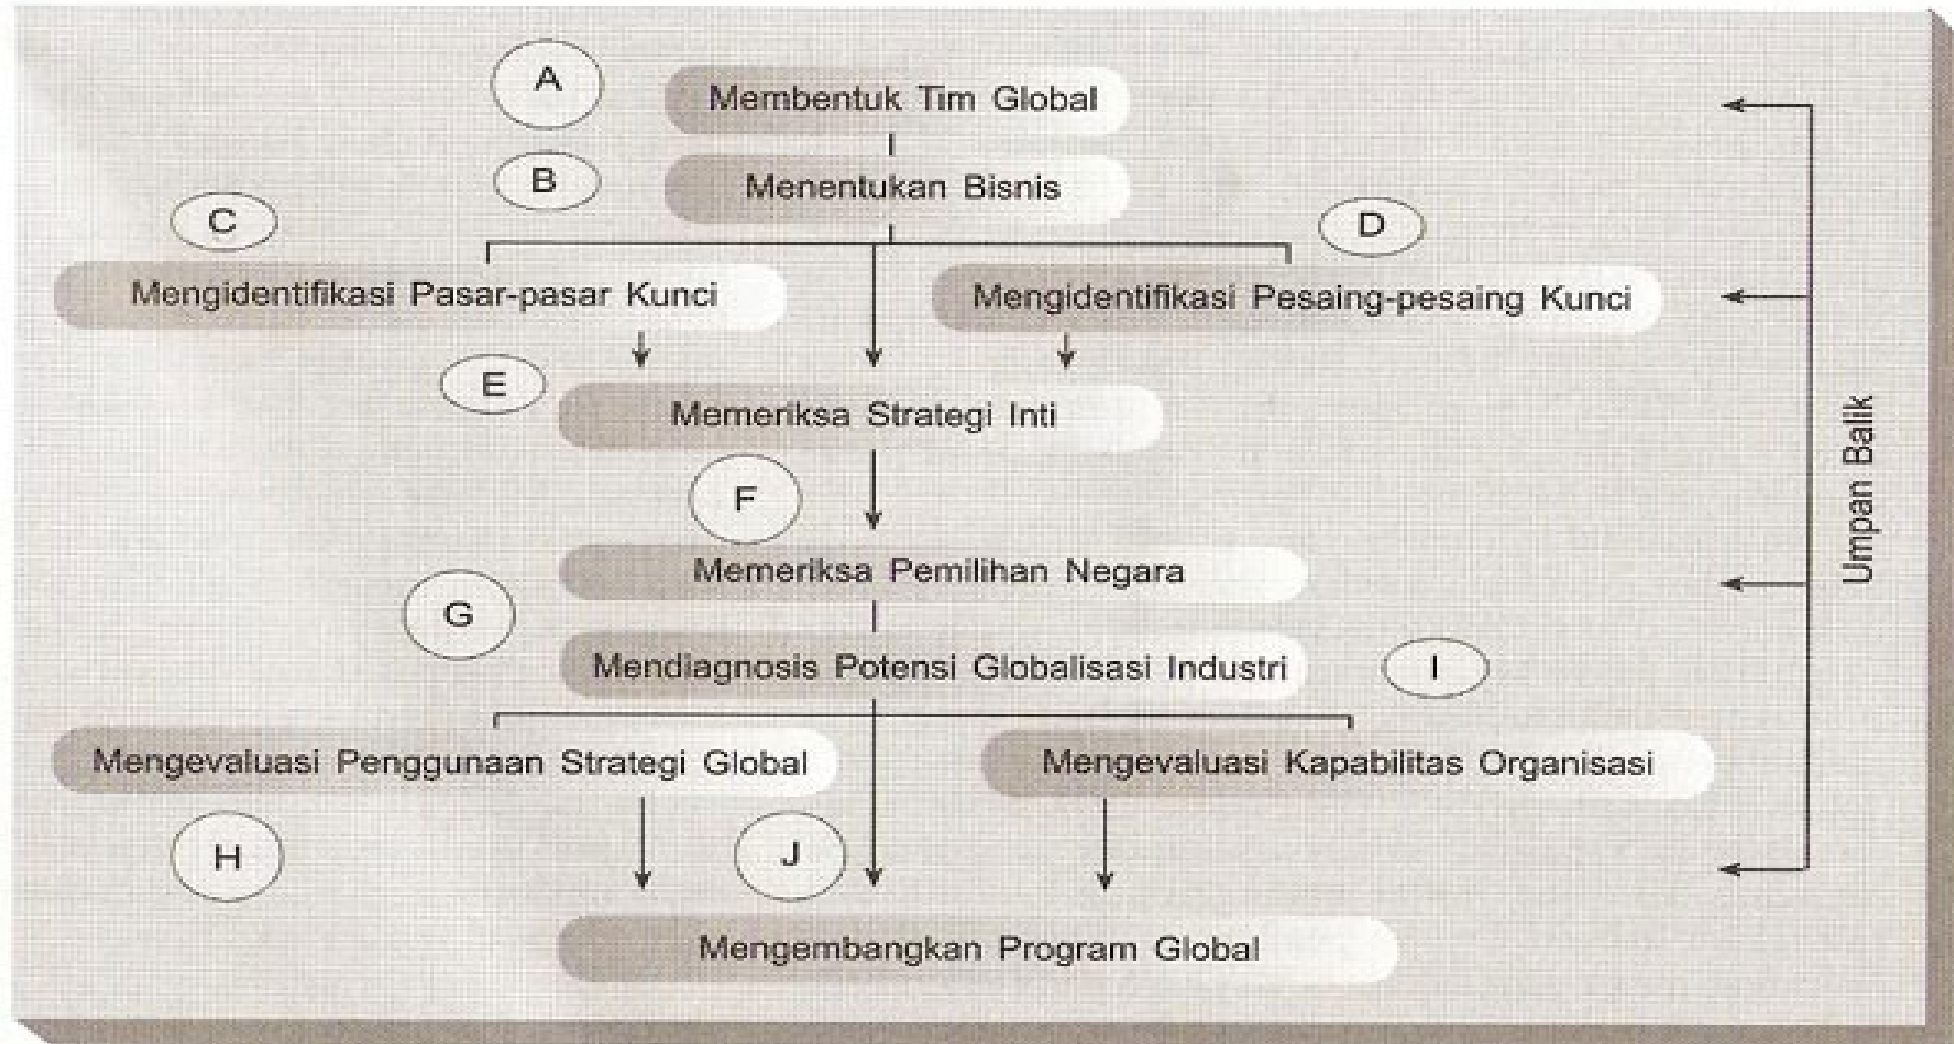 A
Membentuk Tim Global
B
Menentukan Bisnis
C
D
Mengidentifikasi Pasar-pasar Kunci
Mengidentifikasi Pesaing-pesaing Kunci
E
Memeriksa Strategi Inti
F
Memeriksa Pemilihan Negara
G
Mendiagnosis Potensi Globalisasi Industri
I
Mengevaluasi Penggunaan Strategi Global
Mengevaluasi Kapabilitas Organisasi
H
J
Mengembangkan Program Global
Umpan Balik